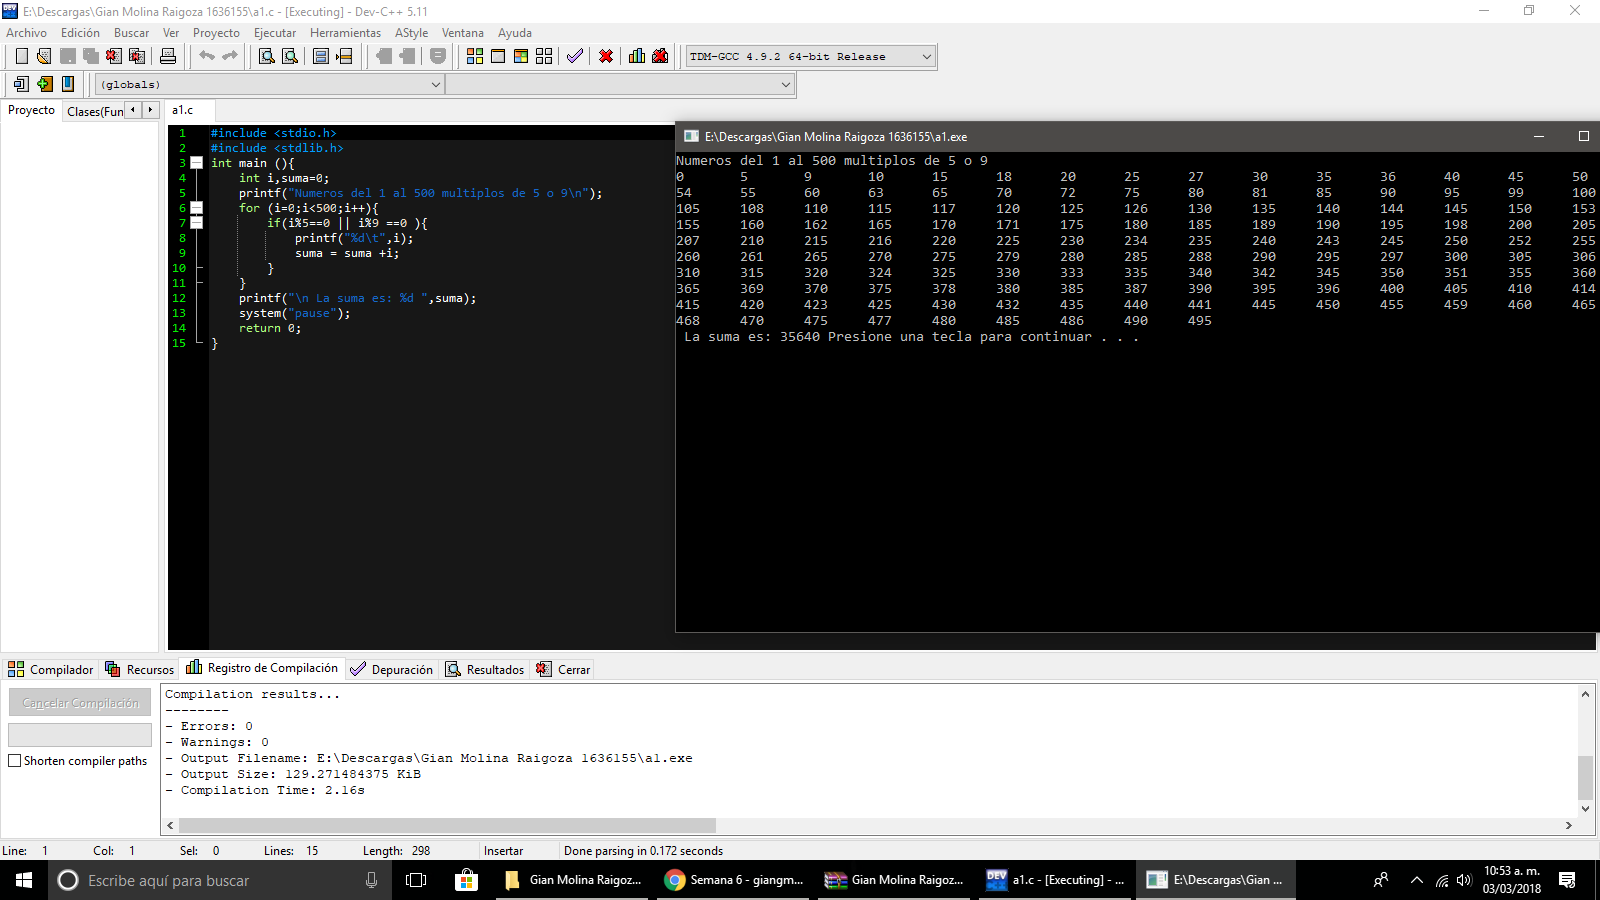 E:\Descargas\Gian Molina Raigoza 1636155\a1.c - [Executing] - Dev-C++ 5.11
Archivo Edición Buscar Ver Proyecto Ejecutar Herramientas AStyle Ventana Ayuda
TDM-GCC 4.9.2 64-bit Release
(globals)
Proyecto Clases(Fun
a1.c
1 #include <stdio.h>
2 #include <stdlib.h>
3 int main (){
4 int i,suma=0;
5 printf("Numeros del 1 al 500 multiplos de 5 o 9\n");
6 for (i=0;i<500;i++){
7 if(i%5==0 || i%9 ==0 ){
8 printf("%d\t",i);
9 suma = suma +i;
10 }
11 }
12 printf("\n La suma es: %d ",suma);
13 system("pause");
14 return 0;
15 }
E:\Descargas\Gian Molina Raigoza 1636155\a1.exe
Numeros del 1 al 500 multiplos de 5 o 9
0 5 9 10 15 18 20 25 27 30 35 36 40 45 50
54 55 60 63 65 70 72 75 80 81 85 90 95 99 100
105 108 110 115 117 120 125 126 130 135 140 144 145 150 153
155 160 162 165 170 171 175 180 185 189 190 195 198 200 205
207 210 215 216 220 225 230 234 235 240 243 245 250 252 255
260 261 265 270 275 279 280 285 288 290 295 297 300 305 306
310 315 320 324 325 330 333 335 340 342 345 350 351 355 360
365 369 370 375 378 380 385 387 390 395 396 400 405 410 414
415 420 423 425 430 432 435 440 441 445 450 455 459 460 465
468 470 475 477 480 485 486 490 495
La suma es: 35640 Presione una tecla para continuar . . .
Compilador Recursos Registro de Compilación Depuración Resultados Cerrar
Cancelar Compilación
Shorten compiler paths
Compilation results...
--------
- Errors: 0
- Warnings: 0
- Output Filename: E:\Descargas\Gian Molina Raigoza 1636155\a1.exe
- Output Size: 129.271484375 KiB
- Compilation Time: 2.16s
Line: 1 Col: 1 Sel: 0 Lines: 15 Length: 298 Insertar Done parsing in 0.172 seconds
Escribe aquí para buscar
Gian Molina Raigoz...
Semana 6 - giangm...
Gian Molina Raigoz...
a1.c - [Executing] - ...
E:\Descargas\Gian ...
10:53 a. m.
03/03/2018